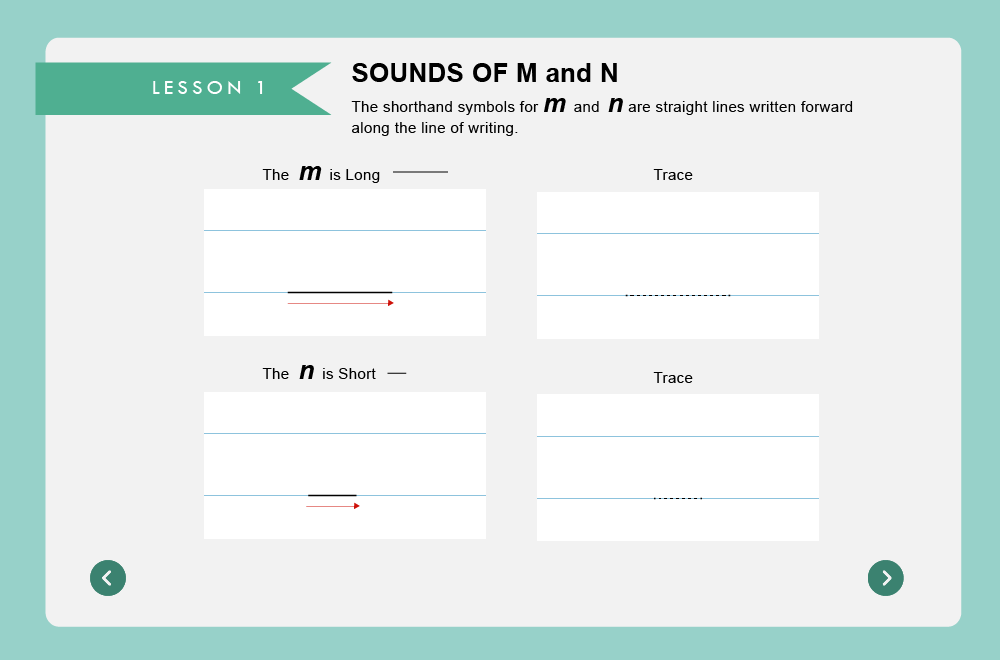 LESSON 1
SOUNDS OF M and N
The shorthand symbols for m and n are straight lines written forward
along the line of writing.
The m is Long
Trace
The n is Short
Trace